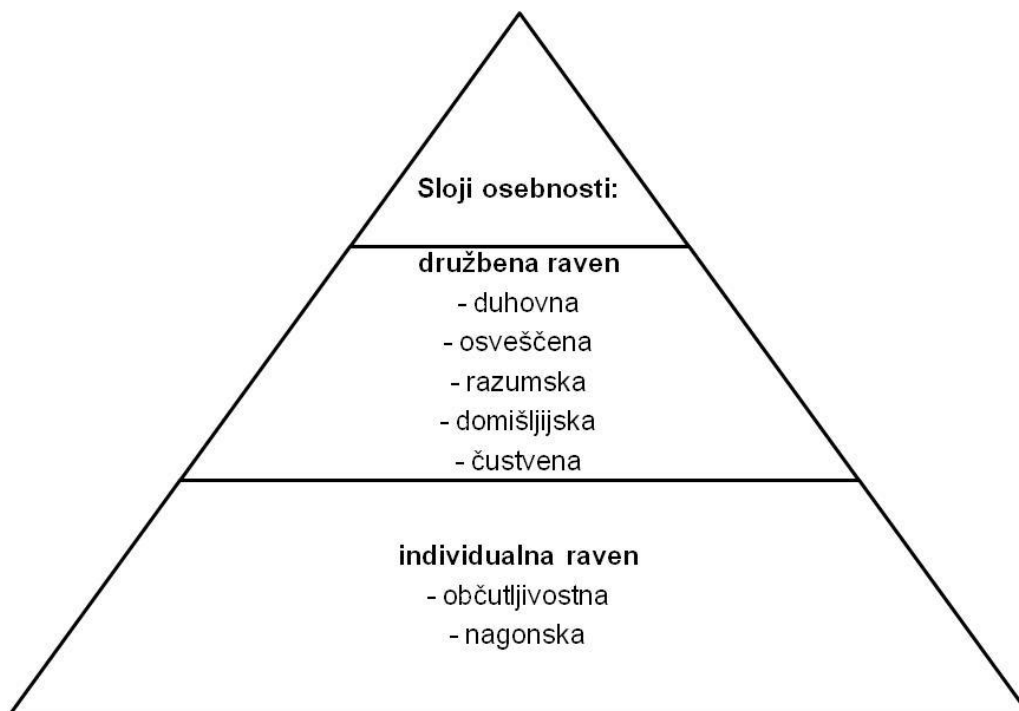 Sloji osebnosti:
družbena raven
- duhovna
- osveščena
- razumska
- domišljijska
- čustvena
individualna raven
- občutljivostna
- nagonska